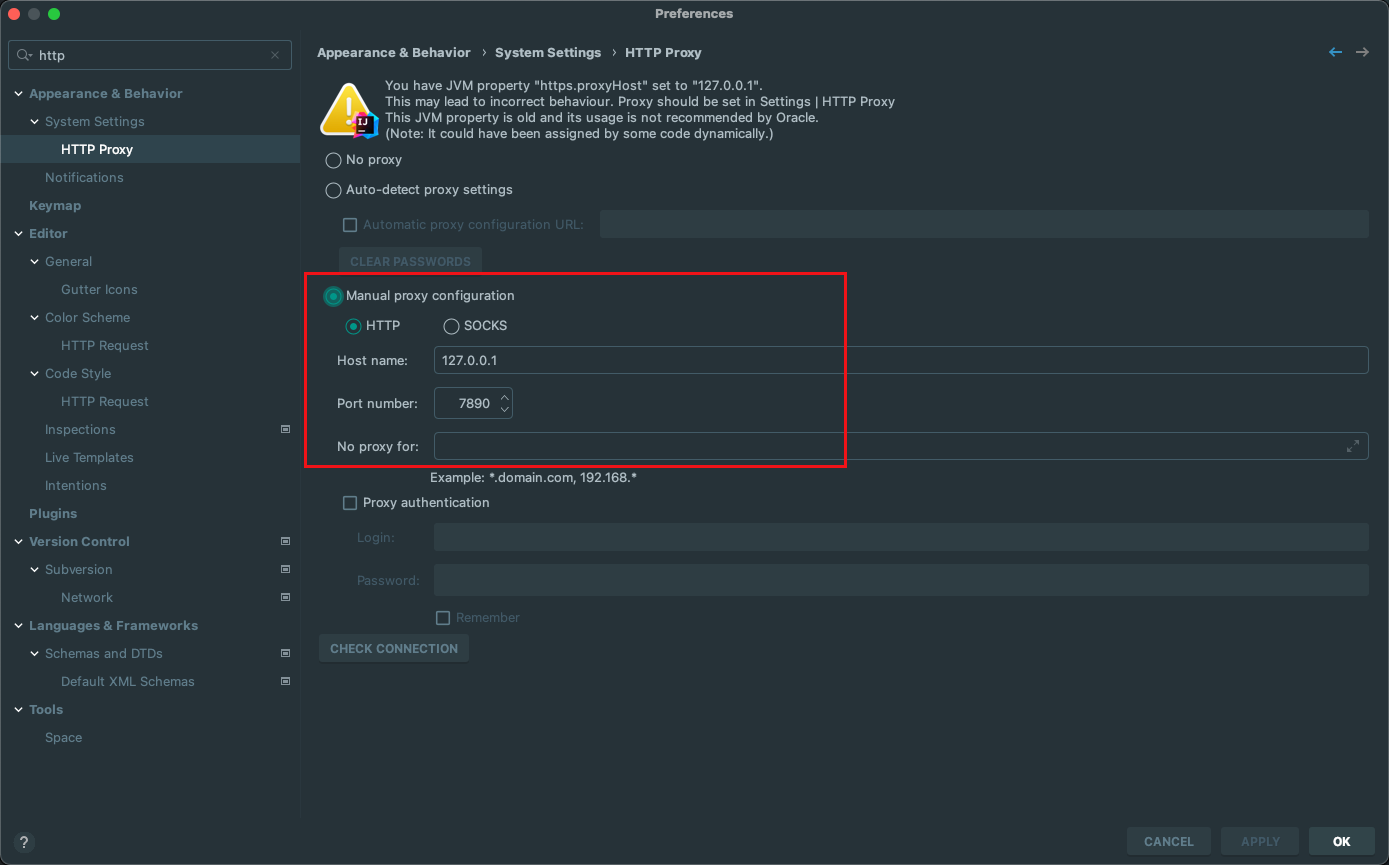 Preferences
http
Appearance & Behavior
System Settings
HTTP Proxy
Notifications
Keymap
Editor
General
Gutter Icons
Color Scheme
HTTP Request
Code Style
HTTP Request
Inspections
Live Templates
Intentions
Plugins
Version Control
Subversion
Network
Languages & Frameworks
Schemas and DTDs
Default XML Schemas
Tools
Space
?
Appearance & Behavior › System Settings › HTTP Proxy
You have JVM property "https.proxyHost" set to "127.0.0.1".
This may lead to incorrect behaviour. Proxy should be set in Settings | HTTP Proxy
This JVM property is old and its usage is not recommended by Oracle.
(Note: It could have been assigned by some code dynamically.)
IJ
No proxy
Auto-detect proxy settings
Automatic proxy configuration URL:
CLEAR PASSWORDS
Manual proxy configuration
HTTP SOCKS
Host name: 127.0.0.1
Port number: 7890
No proxy for:
Example: *.domain.com, 192.168.*
Proxy authentication
Login:
Password:
Remember
CHECK CONNECTION
CANCEL APPLY OK